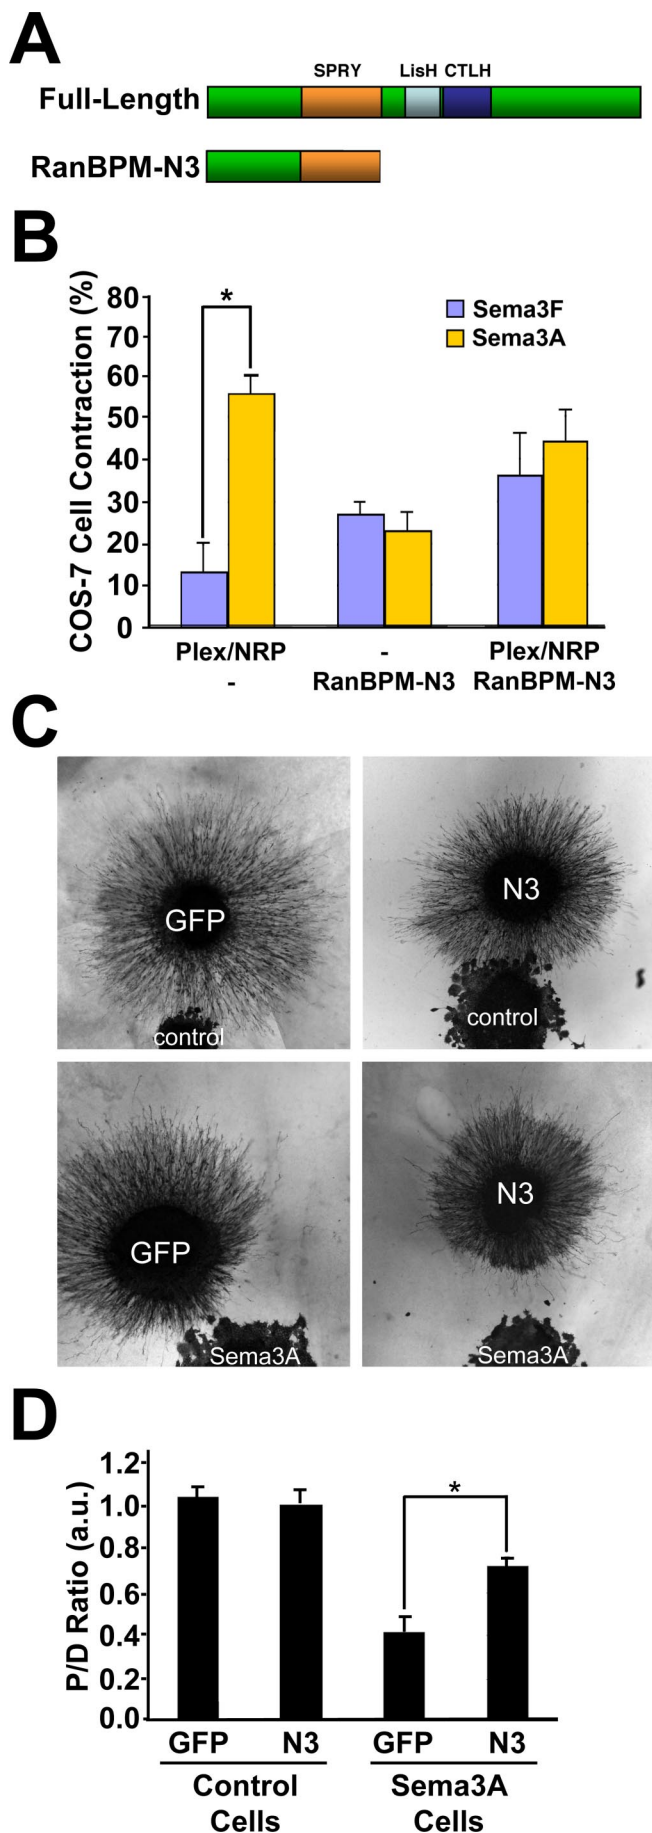 A
SPRY LisH CTLH
Full-Length
RanBPM-N3
B
COS-7 Cell Contraction (%)
80
70
60
50
40
30
20
10
0
*
Sema3F
Sema3A
Plex/NRP - Plex/NRP
- RanBPM-N3 RanBPM-N3
C
GFP
control
N3
control
GFP
Sema3A
N3
Sema3A
D
P/D Ratio (a.u.)
1.2
1.0
0.8
0.6
0.4
0.2
0.0
*
GFP N3 GFP N3
Control Sema3A
Cells Cells